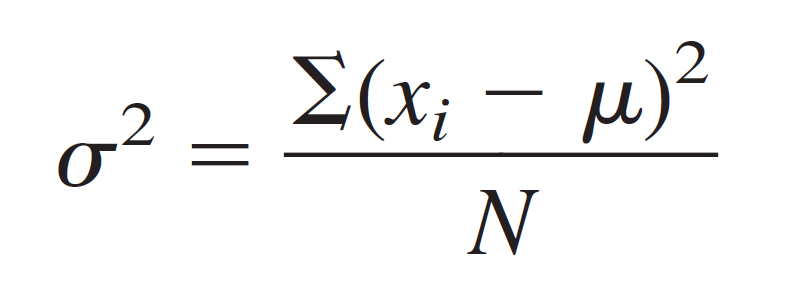 σ² = Σ(xᵢ − μ)² / N